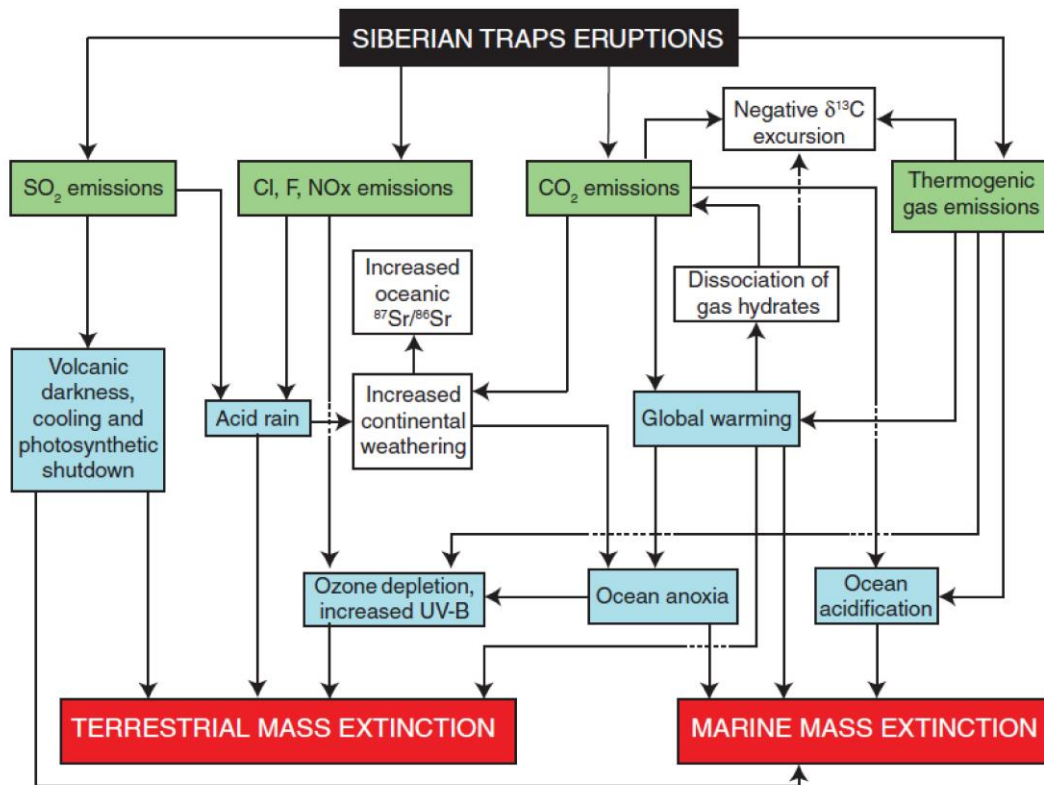 SIBERIAN TRAPS ERUPTIONS
Negative δ¹³C
excursion
SO₂ emissions
Cl, F, NOx emissions
CO₂ emissions
Thermogenic
gas emissions
Increased
oceanic
⁸⁷Sr/⁸⁶Sr
Dissociation of
gas hydrates
Volcanic
darkness,
cooling and
photosynthetic
shutdown
Acid rain
Increased
continental
weathering
Global warming
Ozone depletion,
increased UV-B
Ocean anoxia
Ocean
acidification
TERRESTRIAL MASS EXTINCTION
MARINE MASS EXTINCTION